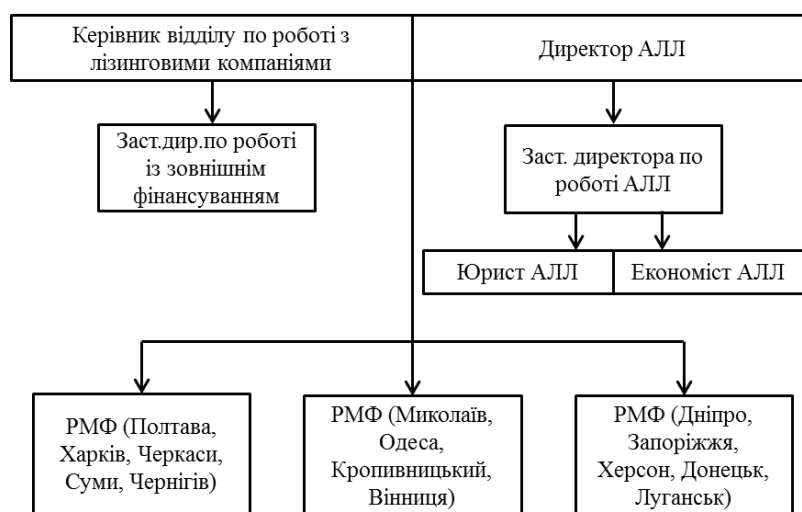 Керівник відділу по роботі з
лізинговими компаніями
Директор АЛЛ
Заст.дир.по роботі
із зовнішнім
фінансуванням
Заст. директора по
роботі АЛЛ
Юрист АЛЛ
Економіст АЛЛ
РМФ (Полтава,
Харків, Черкаси,
Суми, Чернігів)
РМФ (Миколаїв,
Одеса,
Кропивницький,
Вінниця)
РМФ (Дніпро,
Запоріжжя,
Херсон, Донецьк,
Луганськ)